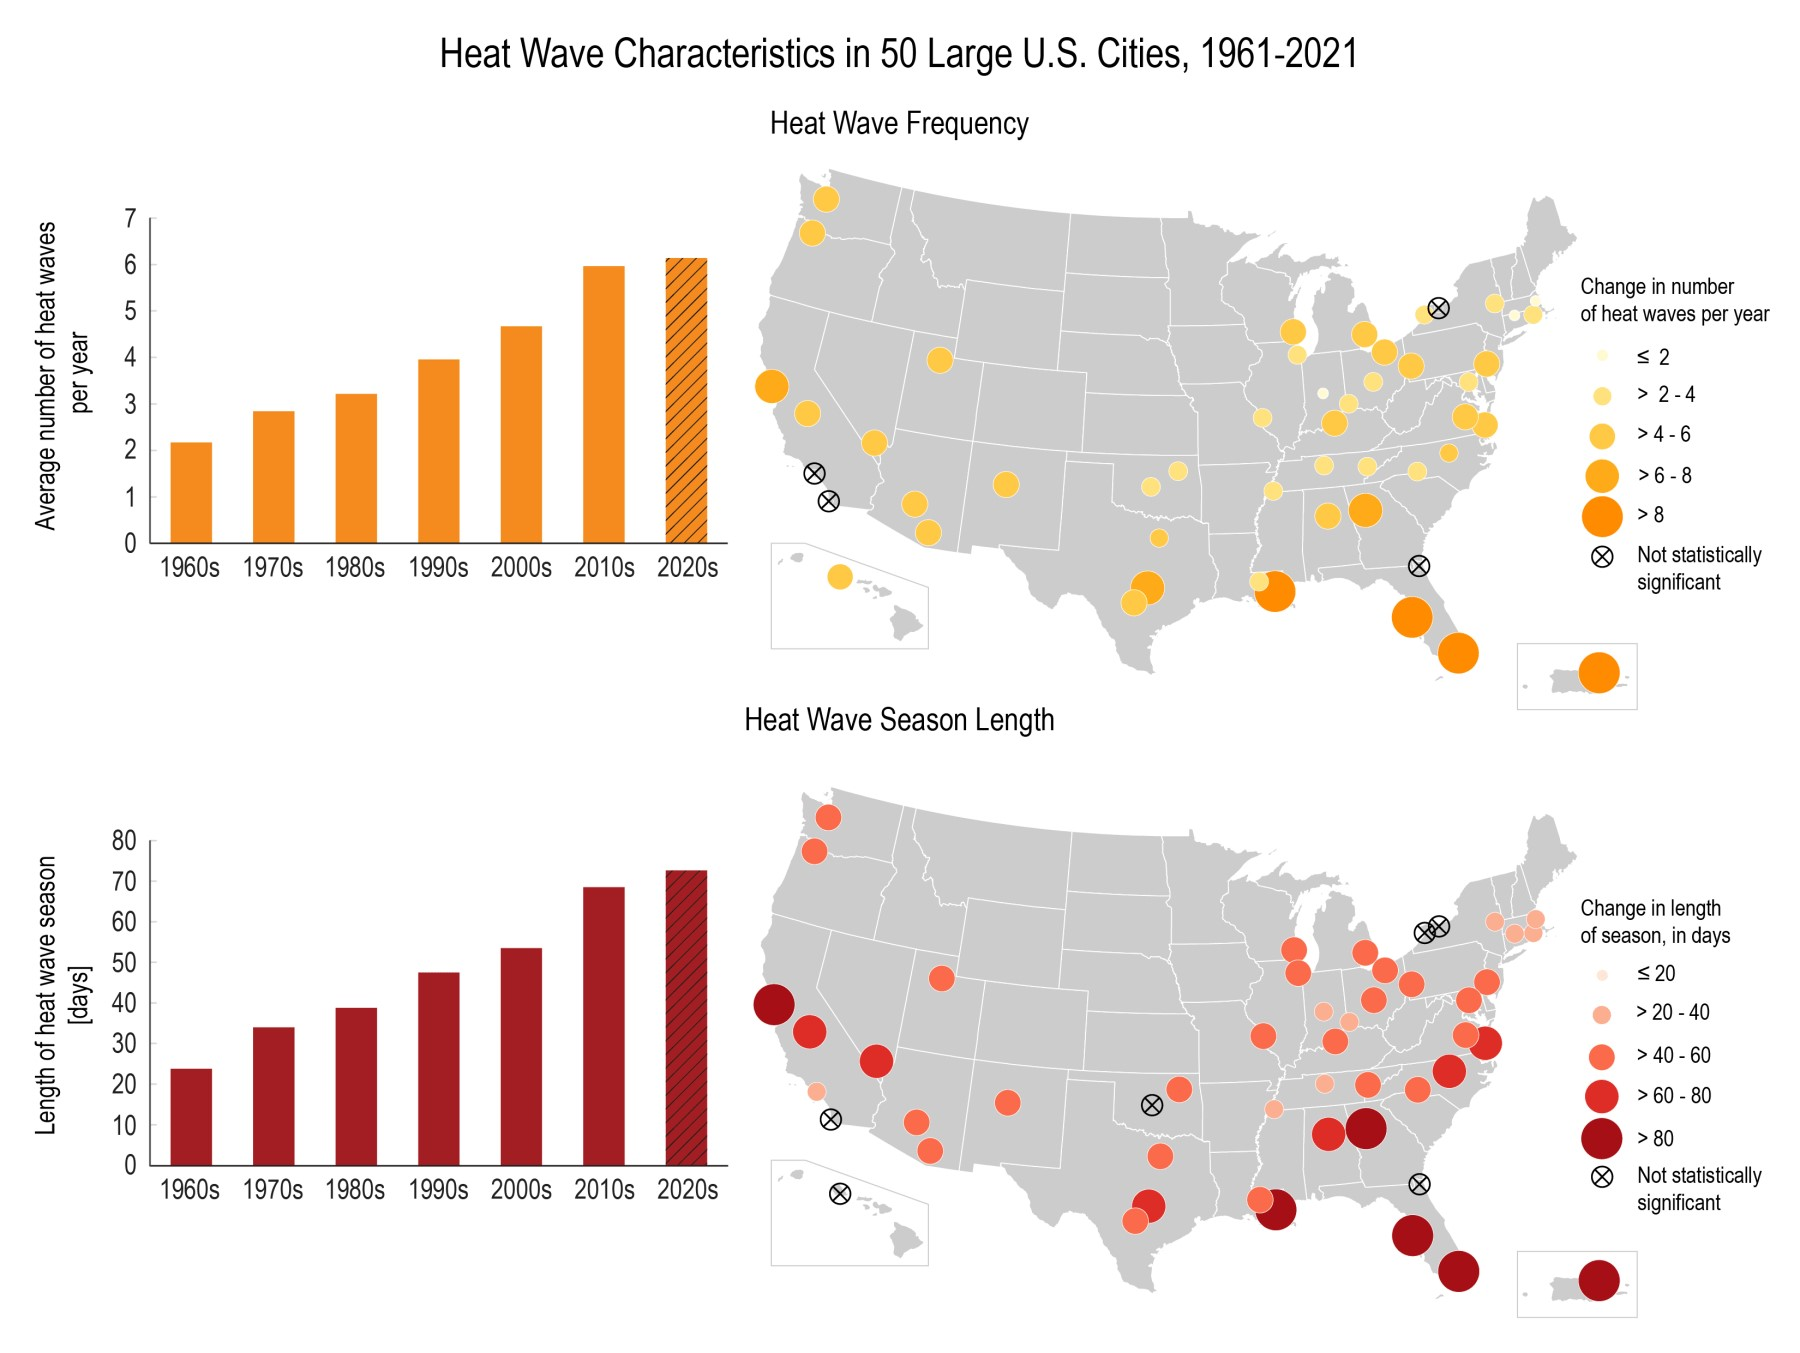 Heat Wave Characteristics in 50 Large U.S. Cities, 1961-2021
Heat Wave Frequency
Average number of heat waves
per year
7
6
5
4
3
2
1
0
1960s 1970s 1980s 1990s 2000s 2010s 2020s
Change in number
of heat waves per year
≤ 2
> 2 - 4
> 4 - 6
> 6 - 8
> 8
Not statistically
significant
Heat Wave Season Length
Length of heat wave season
[days]
80
70
60
50
40
30
20
10
0
1960s 1970s 1980s 1990s 2000s 2010s 2020s
Change in length
of season, in days
≤ 20
> 20 - 40
> 40 - 60
> 60 - 80
> 80
Not statistically
significant